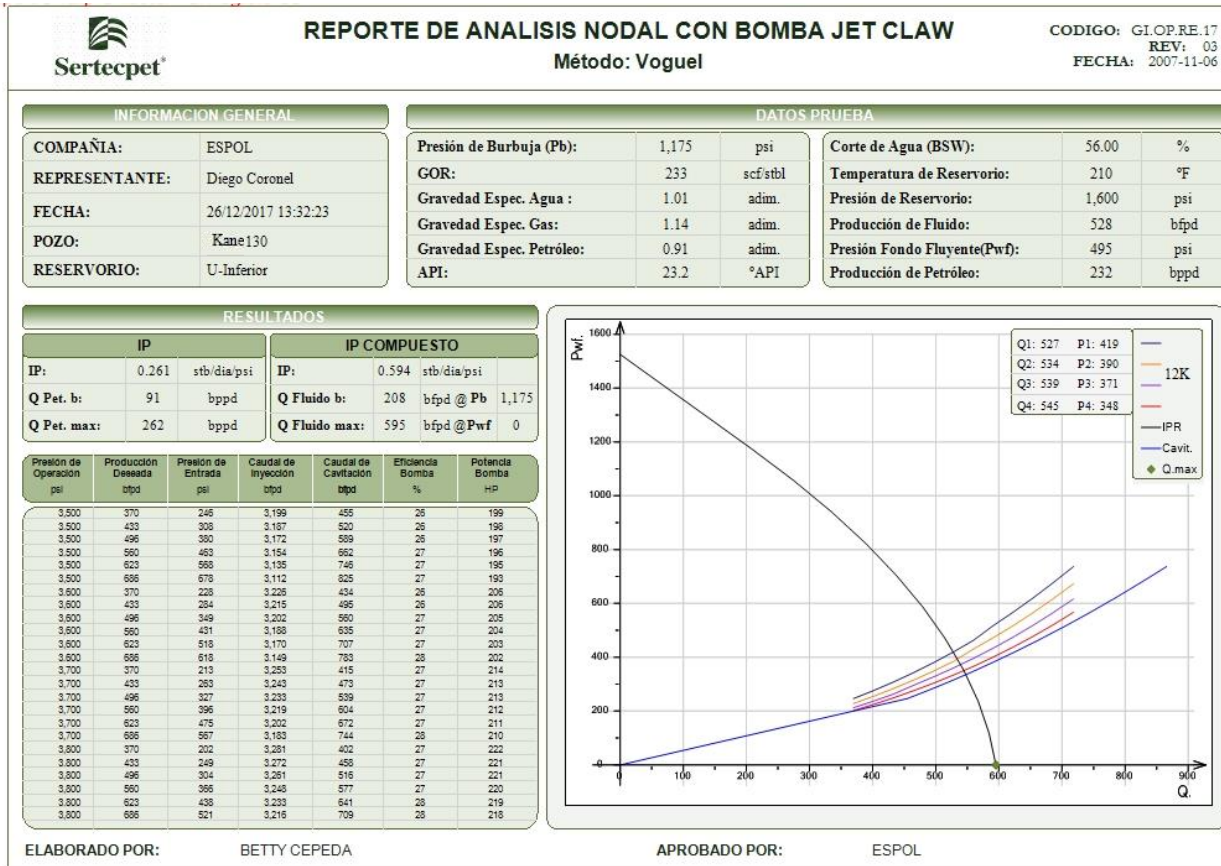 Sertecpet
REPORTE DE ANALISIS NODAL CON BOMBA JET CLAW
Método: Voguel
CODIGO: GI.OP.RE.17
REV: 03
FECHA: 2007-11-06
INFORMACION GENERAL
COMPAÑIA: ESPOL
REPRESENTANTE: Diego Coronel
FECHA: 26/12/2017 13:32:23
POZO: Kane130
RESERVORIO: U-Inferior
DATOS PRUEBA
Presión de Burbuja (Pb): 1,175 psi
GOR: 233 scf/stbl
Gravedad Espec. Agua : 1.01 adim.
Gravedad Espec. Gas: 1.14 adim.
Gravedad Espec. Petróleo: 0.91 adim.
API: 23.2 °API
Corte de Agua (BSW): 56.00 %
Temperatura de Reservorio: 210 °F
Presión de Reservorio: 1,600 psi
Producción de Fluido: 528 bfpd
Presión Fondo Fluyente(Pwf): 495 psi
Producción de Petróleo: 232 bppd
RESULTADOS
IP
IP: 0.261 stb/dia/psi
Q Pet. b: 91 bppd
Q Pet. max: 262 bppd
IP COMPUESTO
IP: 0.594 stb/dia/psi
Q Fluido b: 208 bfpd @ Pb 1,175
Q Fluido max: 595 bfpd @Pwf 0
Presión de Operación psi Producción Deseada bfpd Presión de Entrada psi Caudal de Inyección bfpd Caudal de Cavitación bfpd Eficiencia Bomba % Potencia Bomba HP
3,500 370 246 3,199 455 26 199
3.500 433 308 3.187 520 26 198
3,500 496 380 3,172 589 26 197
3.500 560 463 3.154 662 27 196
3,500 623 568 3,135 746 27 195
3,500 686 678 3,112 825 27 193
3,600 370 228 3.226 434 26 206
3,600 433 284 3,215 495 26 206
3,600 496 349 3,202 560 27 205
3,600 560 431 3,188 635 27 204
3,600 623 518 3,170 707 27 203
3.600 686 618 3.149 783 28 202
3,700 370 213 3,253 415 27 214
3,700 433 263 3,243 473 27 213
3.700 496 327 3.233 539 27 213
3,700 560 396 3,219 604 27 212
3,700 623 475 3,202 672 27 211
3,700 686 567 3,183 744 28 210
3,800 370 202 3,281 402 27 222
3,800 433 249 3,272 458 27 221
3,800 496 304 3,261 516 27 221
3,800 560 366 3,248 577 27 220
3.800 623 438 3.233 641 28 219
3,800 686 521 3,216 709 28 218
Pwf.
1600
1400
1200
1000
800
600
400
200
0
0 100 200 300 400 500 600 700 800 900
Q.
Q1: 527 P1: 419
Q2: 534 P2: 390
Q3: 539 P3: 371
Q4: 545 P4: 348
12K
IPR
Cavit.
Q.max
ELABORADO POR: BETTY CEPEDA
APROBADO POR: ESPOL